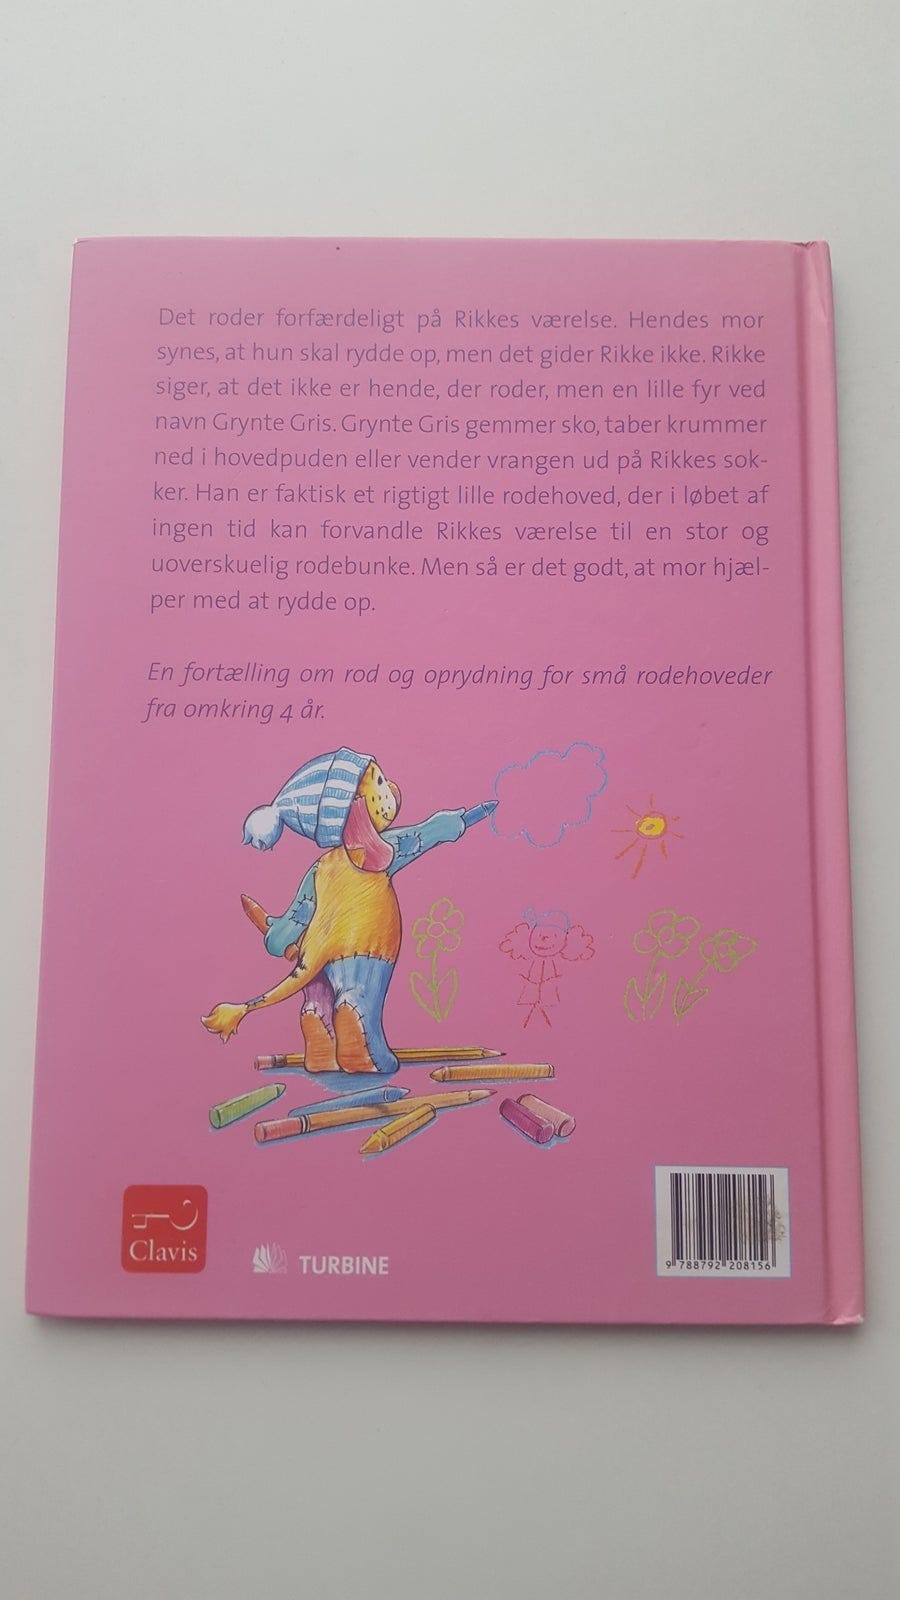 Det roder forfærdeligt på Rikkes værelse. Hendes mor
synes, at hun skal rydde op, men det gider Rikke ikke. Rikke
siger, at det ikke er hende, der roder, men en lille fyr ved
navn Grynte Gris. Grynte Gris gemmer sko, taber krummer
ned i hovedpuden eller vender vrangen ud på Rikkes sok-
ker. Han er faktisk et rigtigt lille rodehoved, der i løbet af
ingen tid kan forvandle Rikkes værelse til en stor og
uoverskuelig rodebunke. Men så er det godt, at mor hjæl-
per med at rydde op.
En fortælling om rod og oprydning for små rodehoveder
fra omkring 4 år.
Clavis
TURBINE
9 788792 208156